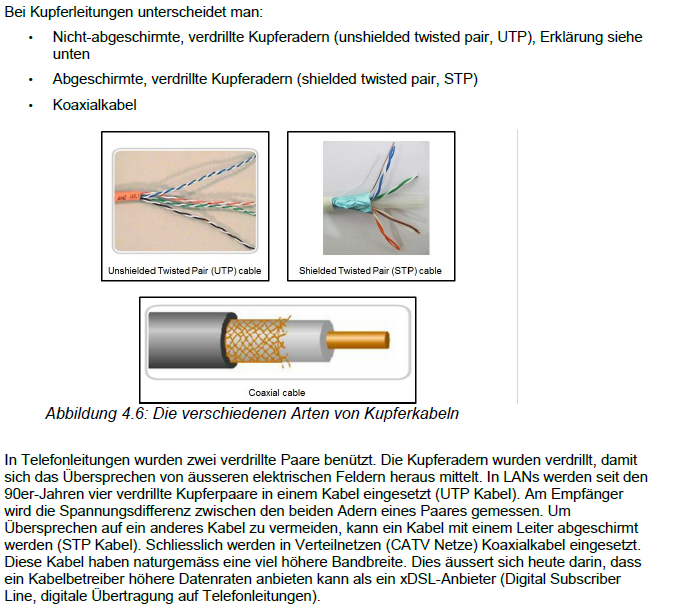 Bei Kupferleitungen unterscheidet man:
• Nicht-abgeschirmte, verdrillte Kupferadern (unshielded twisted pair, UTP), Erklärung siehe
unten
• Abgeschirmte, verdrillte Kupferadern (shielded twisted pair, STP)
• Koaxialkabel
Unshielded Twisted Pair (UTP) cable
Shielded Twisted Pair (STP) cable
Coaxial cable
Abbildung 4.6: Die verschiedenen Arten von Kupferkabeln
In Telefonleitungen wurden zwei verdrillte Paare benützt. Die Kupferadern wurden verdrillt, damit
sich das Übersprechen von äusseren elektrischen Feldern heraus mittelt. In LANs werden seit den
90er-Jahren vier verdrillte Kupferpaare in einem Kabel eingesetzt (UTP Kabel). Am Empfänger
wird die Spannungsdifferenz zwischen den beiden Adern eines Paares gemessen. Um
Übersprechen auf ein anderes Kabel zu vermeiden, kann ein Kabel mit einem Leiter abgeschirmt
werden (STP Kabel). Schliesslich werden in Verteilnetzen (CATV Netze) Koaxialkabel eingesetzt.
Diese Kabel haben naturgemäss eine viel höhere Bandbreite. Dies äussert sich heute darin, dass
ein Kabelbetreiber höhere Datenraten anbieten kann als ein xDSL-Anbieter (Digital Subscriber
Line, digitale Übertragung auf Telefonleitungen).